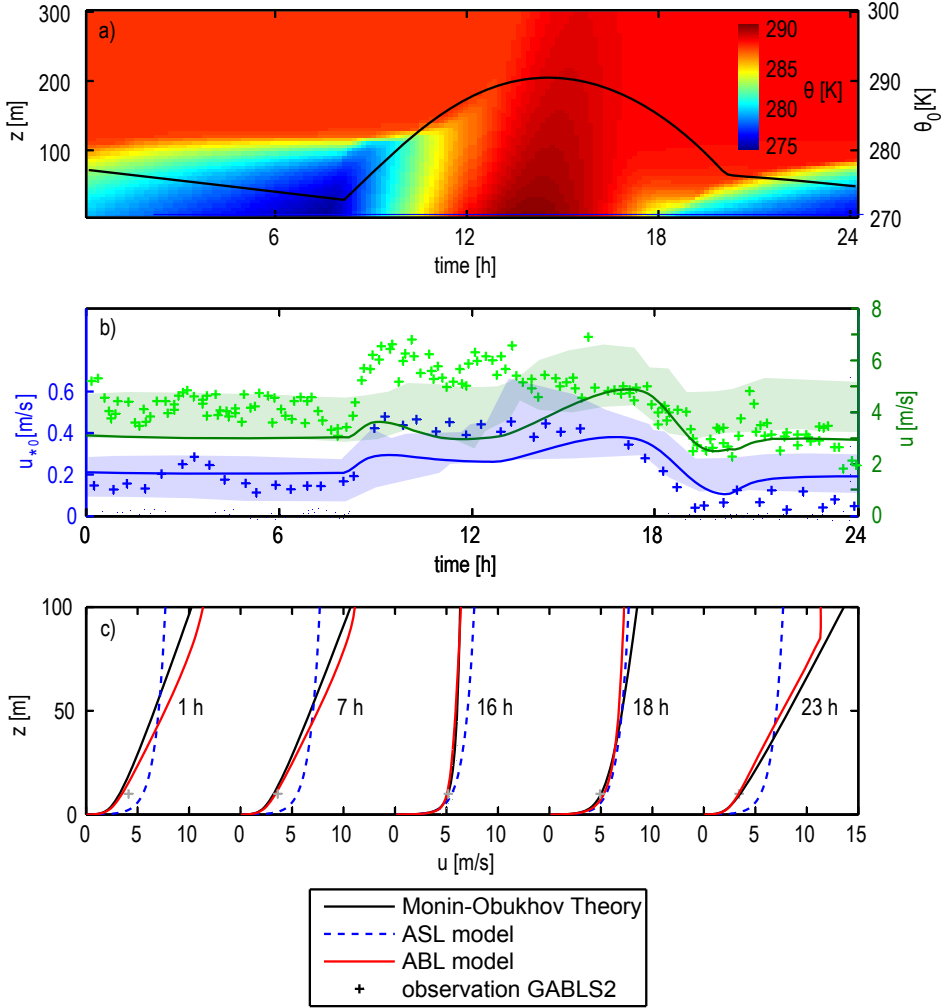 a)
z [m]
300
200
100
6
12
18
24
time [h]
290
285
280
275
θ [K]
300
290
280
270
θ0[K]
b)
u*0[m/s]
0.6
0.4
0.2
0
0
6
12
18
24
time [h]
8
6
4
2
0
u [m/s]
c)
z [m]
100
50
0
1 h
7 h
16 h
18 h
23 h
0 5 10 0 5 10 0 5 10 0 5 10 0 5 10 15
u [m/s]
Monin-Obukhov Theory
ASL model
ABL model
observation GABLS2